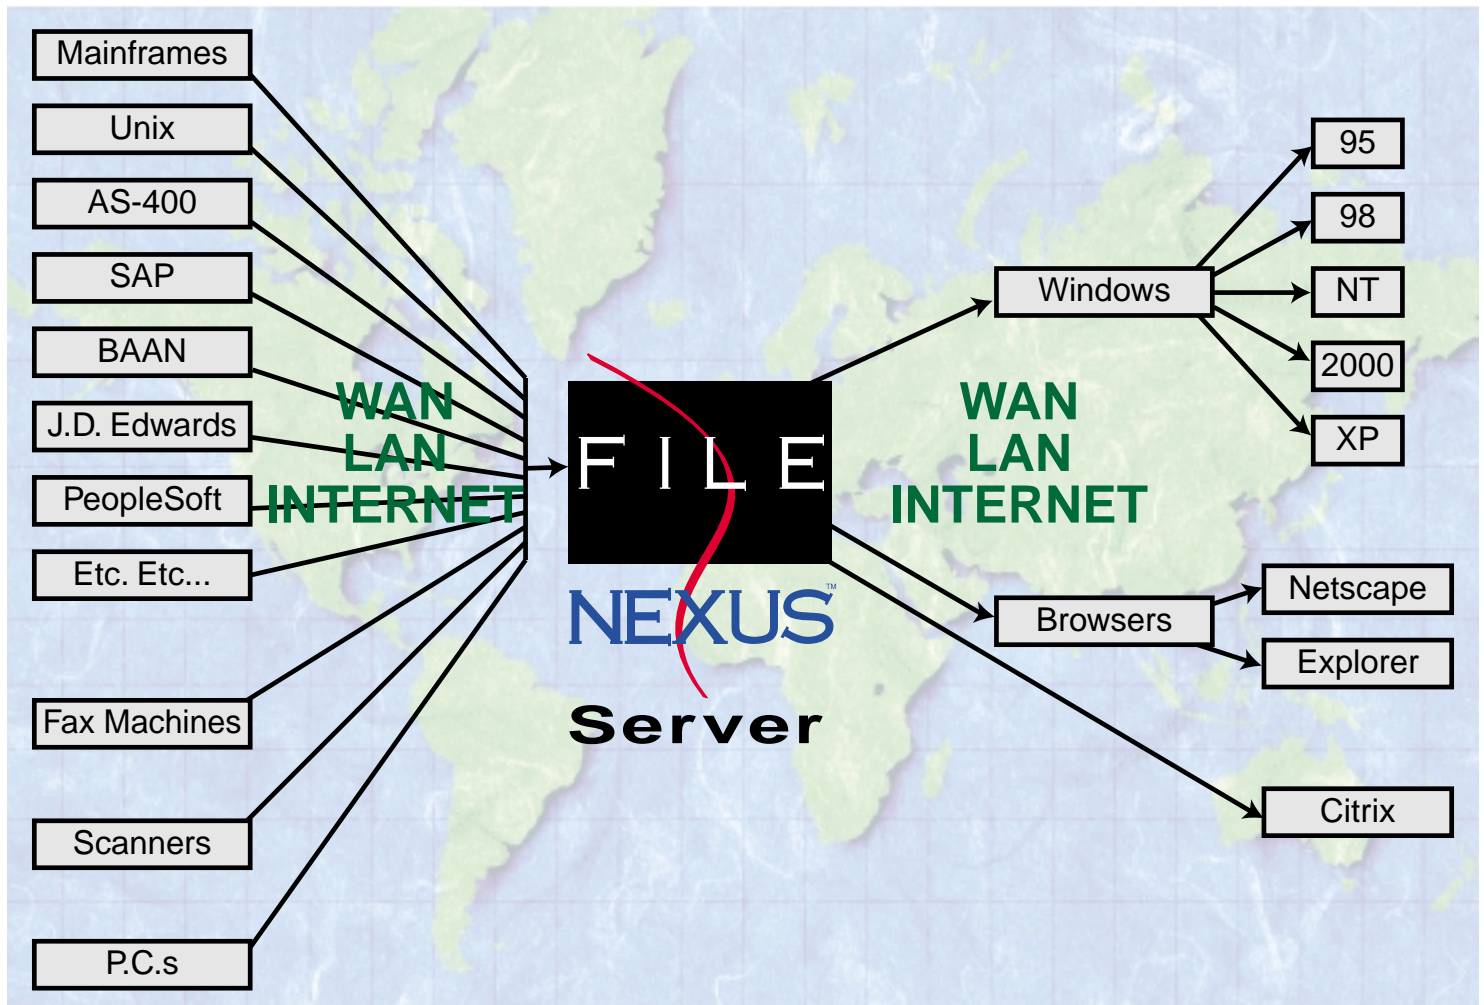 Mainframes
Unix
AS-400
SAP
BAAN
J.D. Edwards
PeopleSoft
Etc. Etc...
Fax Machines
Scanners
P.C.s
WAN
LAN
INTERNET
FILE
NEXUS™
Server
WAN
LAN
INTERNET
Windows
95
98
NT
2000
XP
Browsers
Netscape
Explorer
Citrix